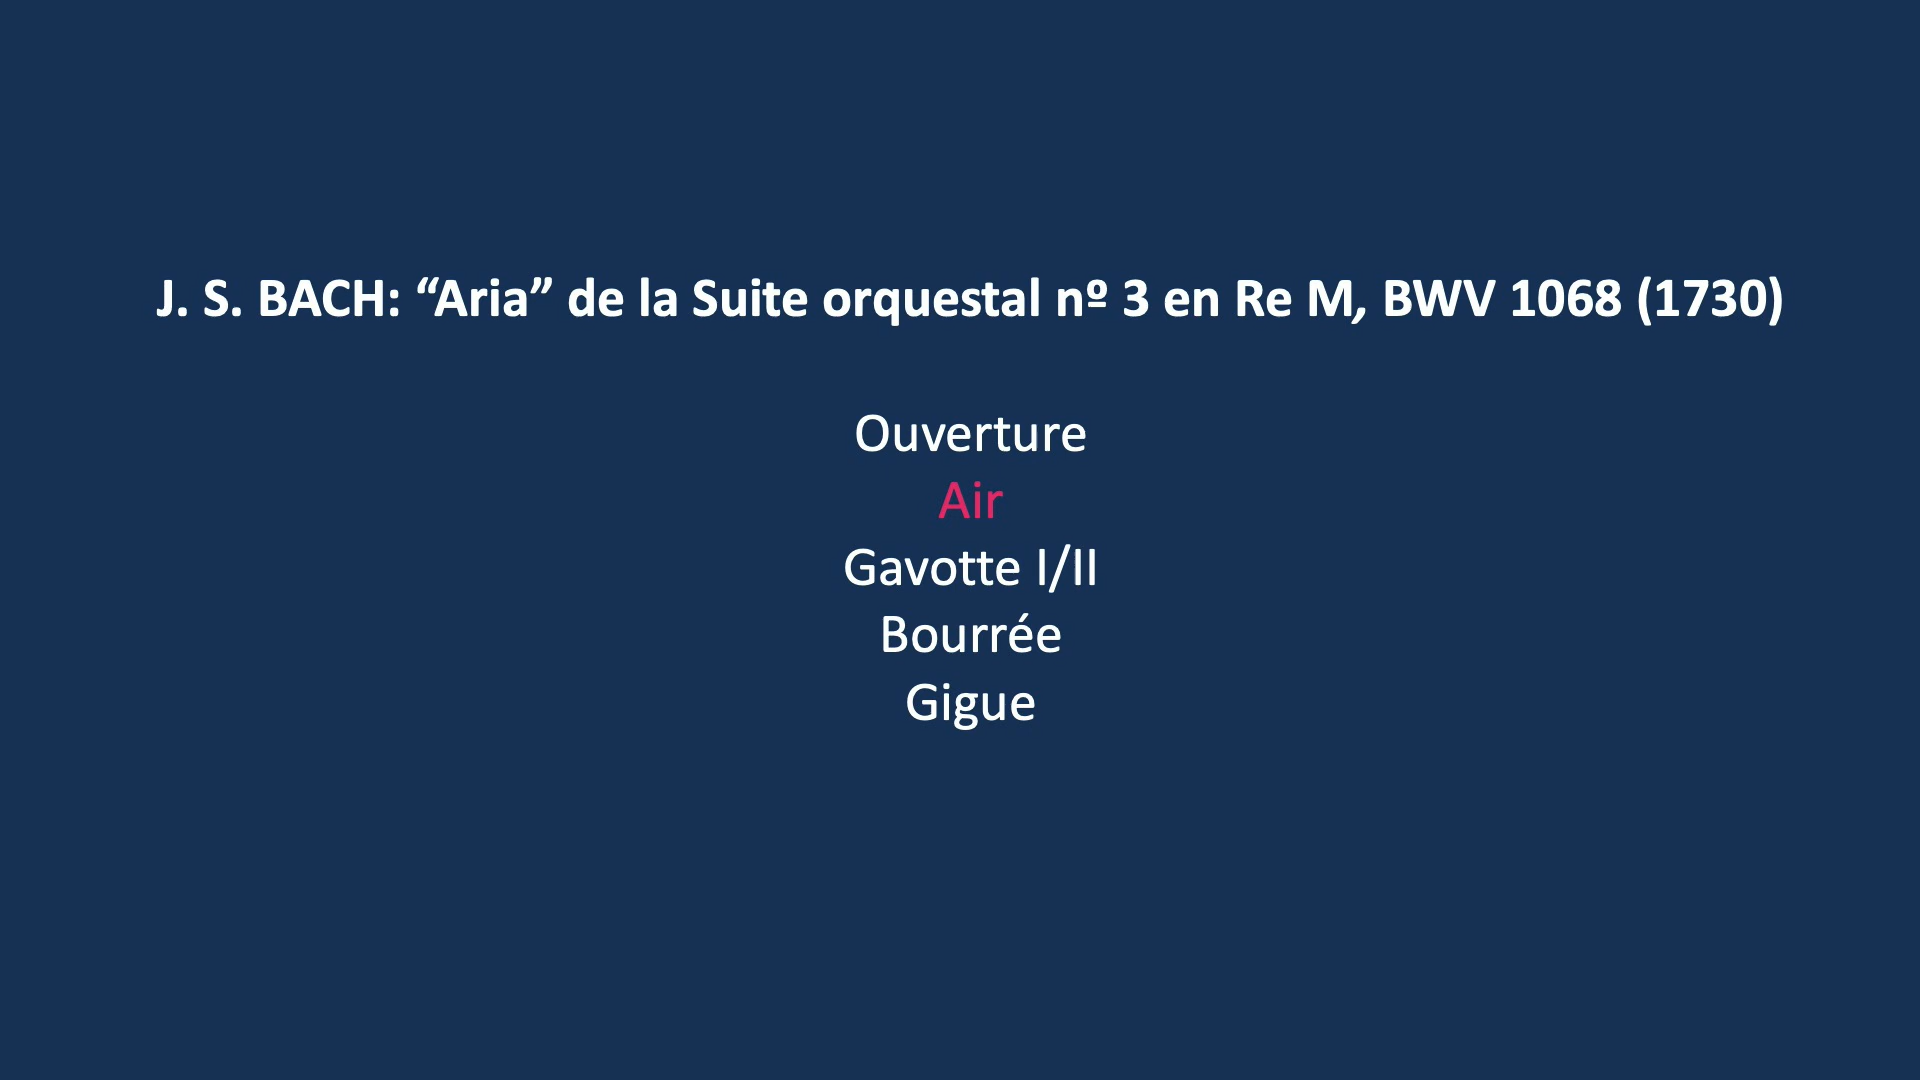 J. S. BACH: “Aria” de la Suite orquestal nº 3 en Re M, BWV 1068 (1730)
Ouverture
Air
Gavotte I/II
Bourrée
Gigue